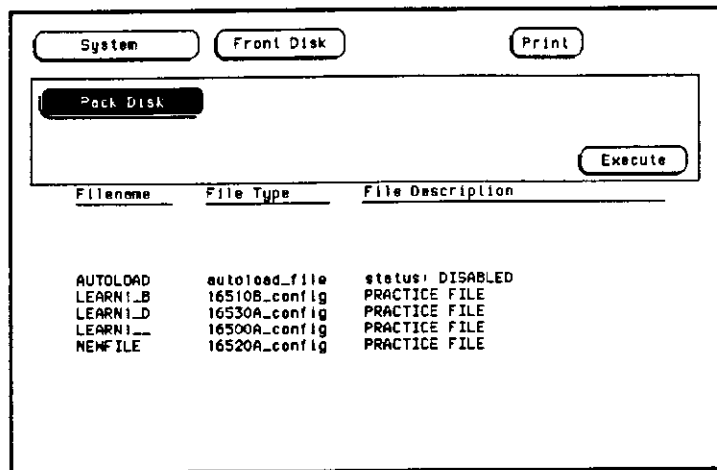 System Front Disk Print
Pack Disk
Execute
Filename File Type File Description
AUTOLOAD autoload_file status: DISABLED
LEARN1_B 16510B_config PRACTICE FILE
LEARN1_D 16530A_config PRACTICE FILE
LEARN1__ 16500A_config PRACTICE FILE
NEWFILE 16520A_config PRACTICE FILE